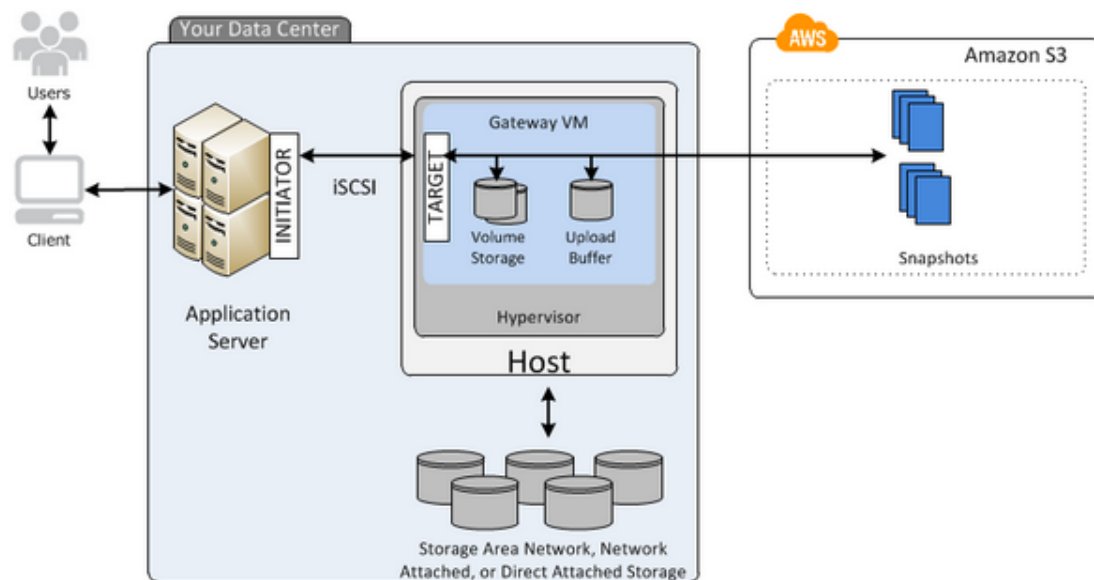 Your Data Center
Users
Client
INITIATOR
iSCSI
Application
Server
TARGET
Gateway VM
Volume
Storage
Upload
Buffer
Hypervisor
Host
Storage Area Network, Network
Attached, or Direct Attached Storage
AWS
Amazon S3
Snapshots